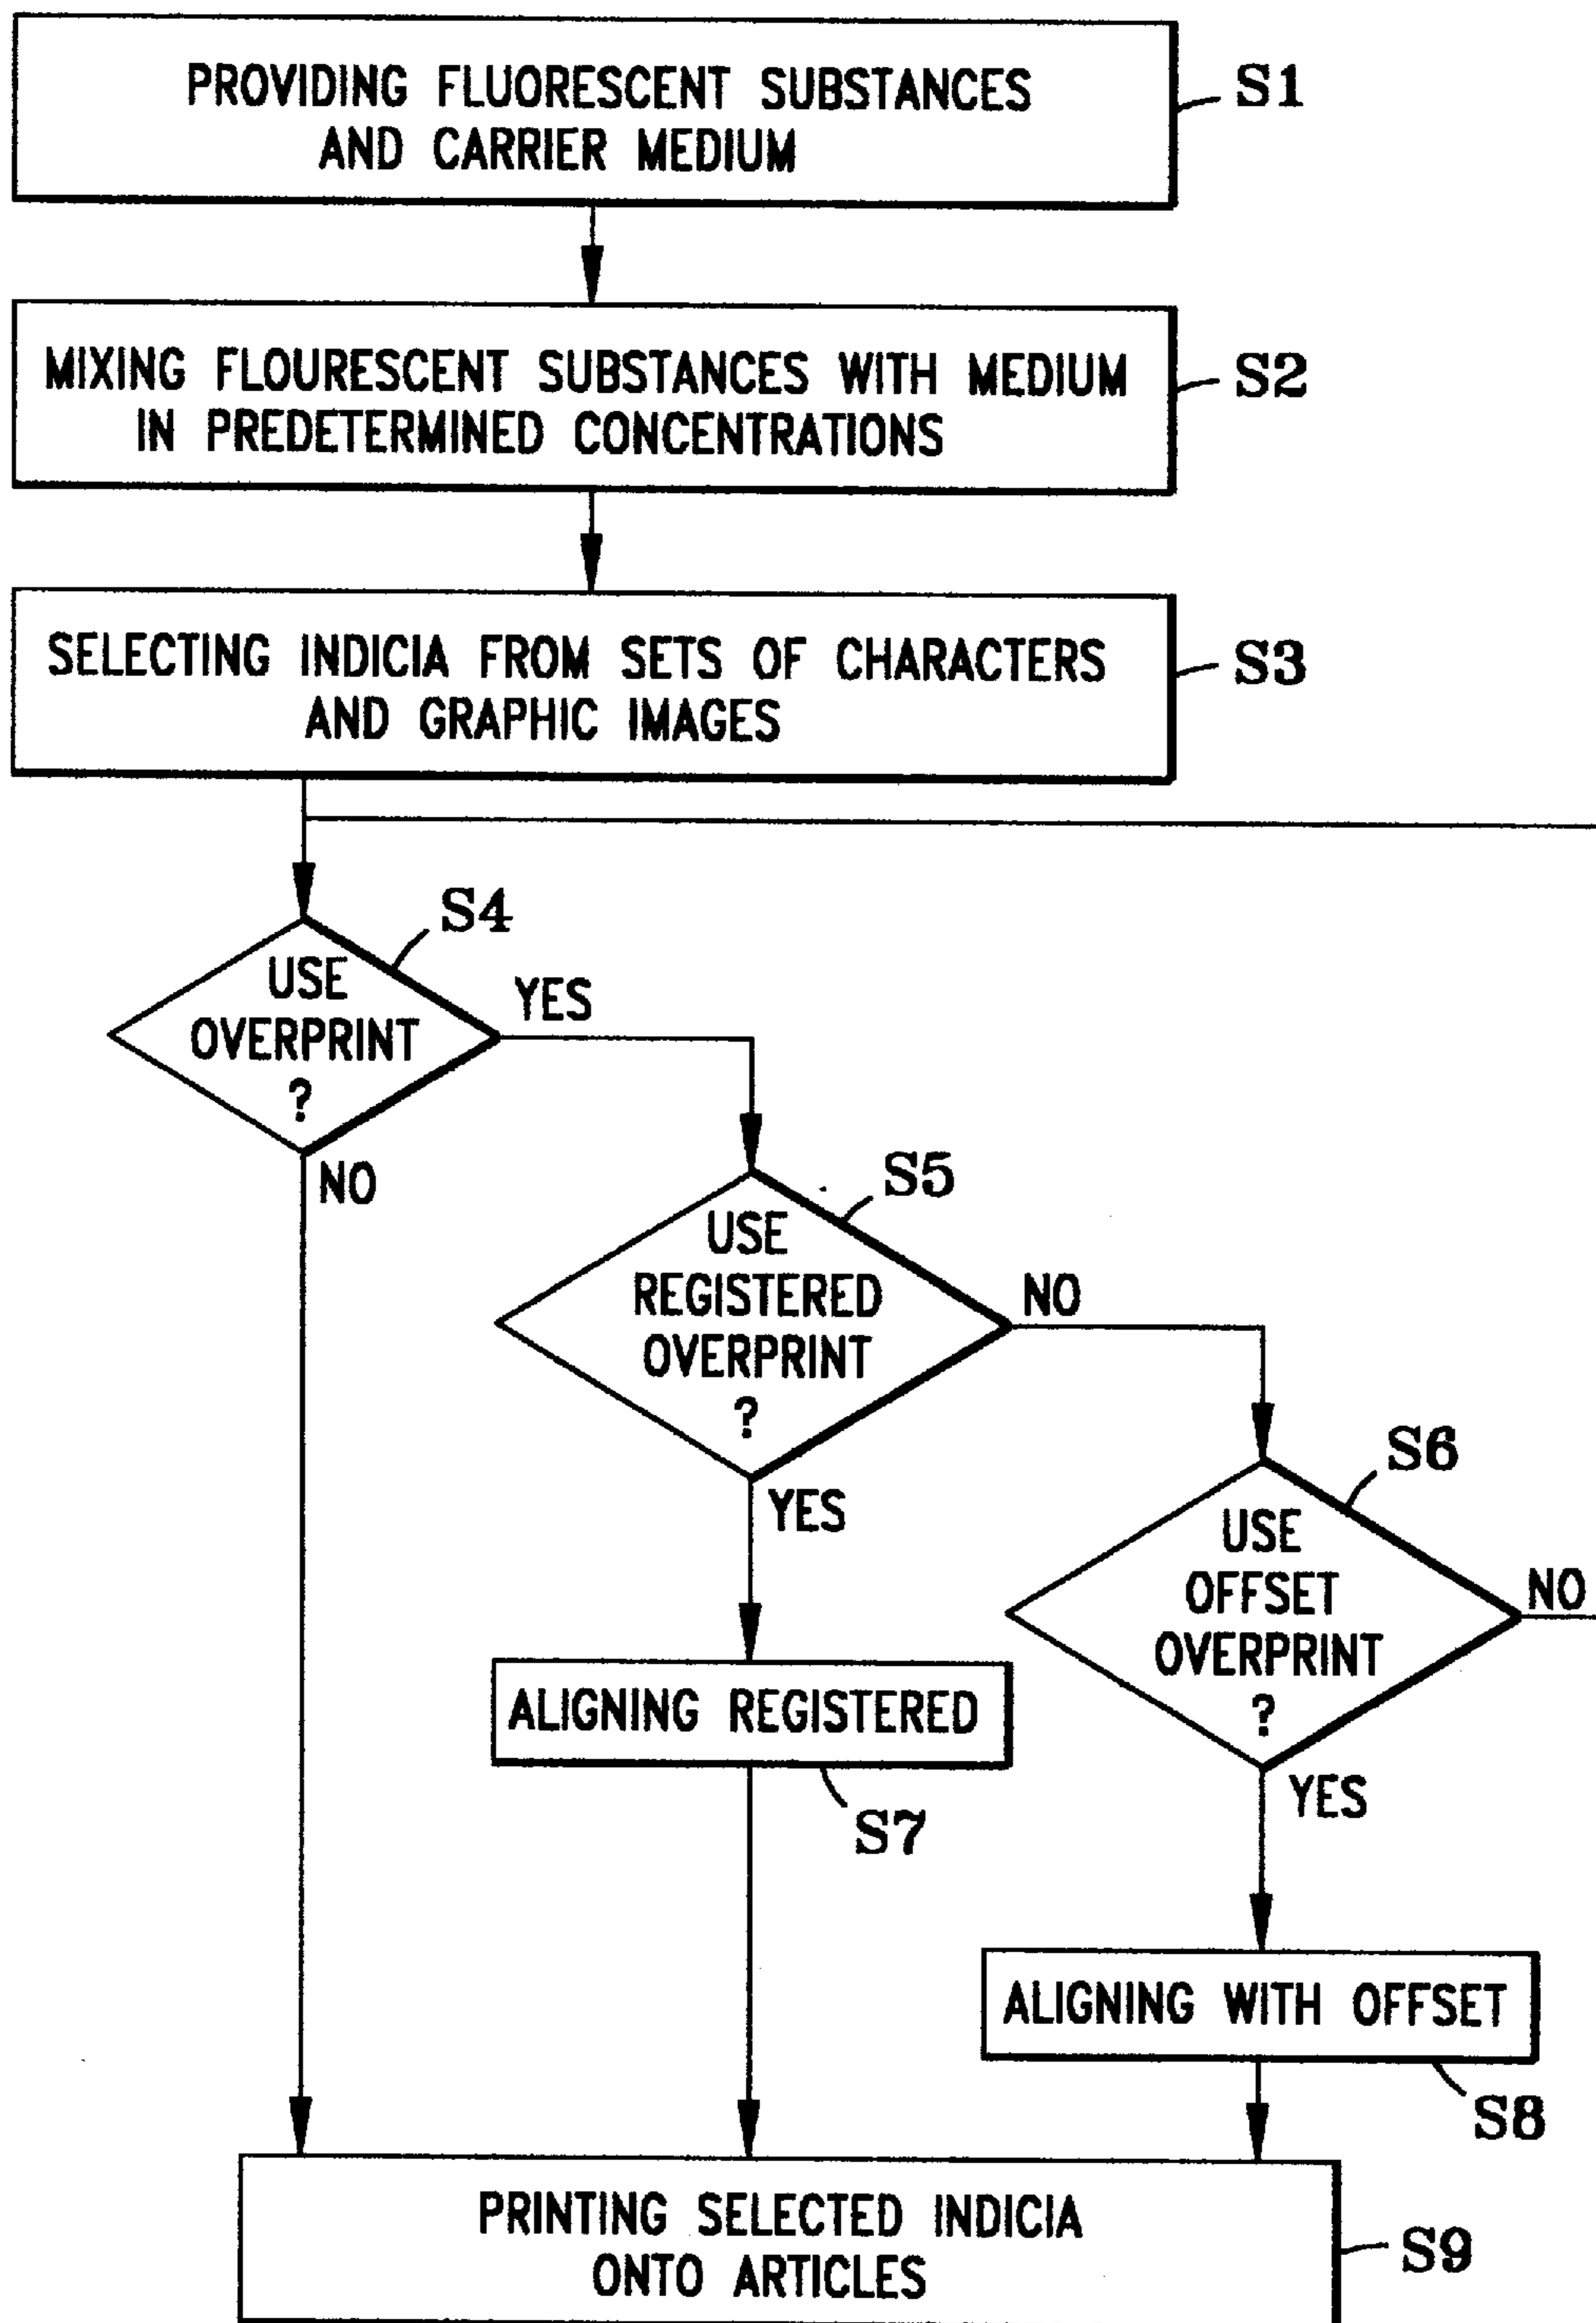 PROVIDING FLUORESCENT SUBSTANCES
AND CARRIER MEDIUM
S1
MIXING FLOURESCENT SUBSTANCES WITH MEDIUM
IN PREDETERMINED CONCENTRATIONS
S2
SELECTING INDICIA FROM SETS OF CHARACTERS
AND GRAPHIC IMAGES
S3
S4
USE
OVERPRINT
?
YES
NO
S5
USE
REGISTERED
OVERPRINT
?
NO
YES
S6
USE
OFFSET
OVERPRINT
?
NO
YES
ALIGNING REGISTERED
S7
ALIGNING WITH OFFSET
S8
PRINTING SELECTED INDICIA
ONTO ARTICLES
S9